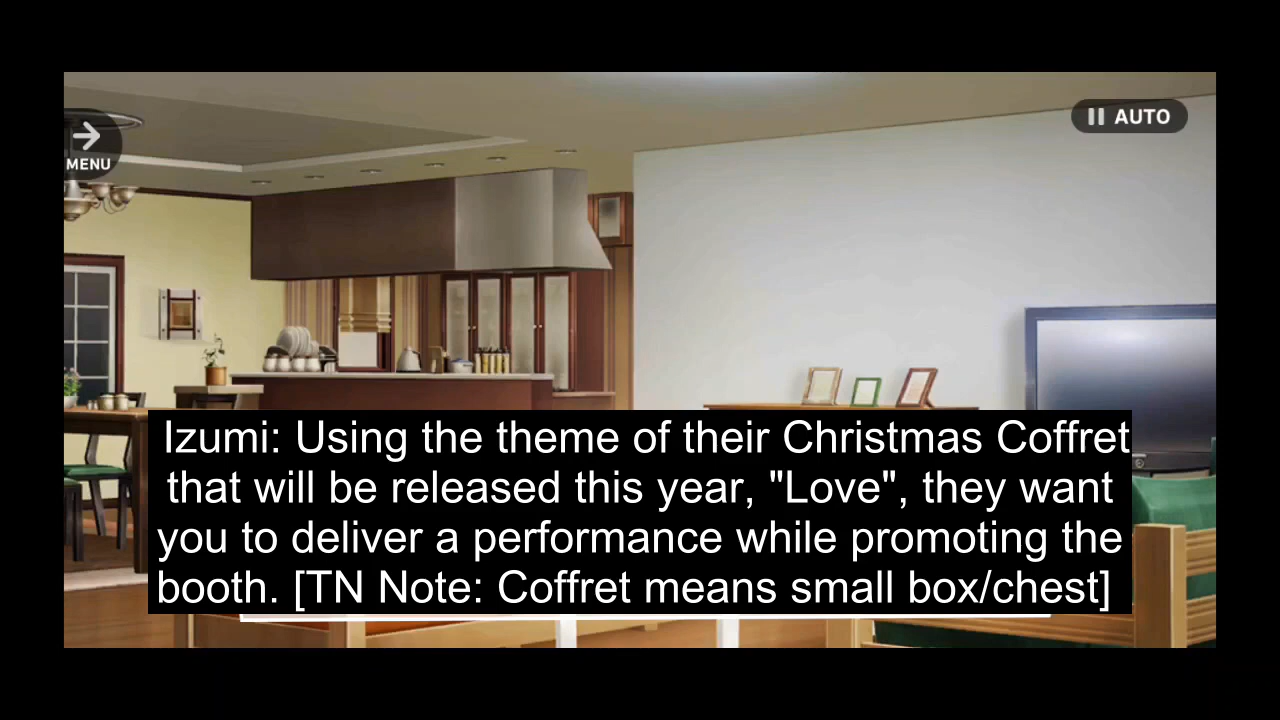 MENU
AUTO
Izumi: Using the theme of their Christmas Coffret
that will be released this year, "Love", they want
you to deliver a performance while promoting the
booth. [TN Note: Coffret means small box/chest]